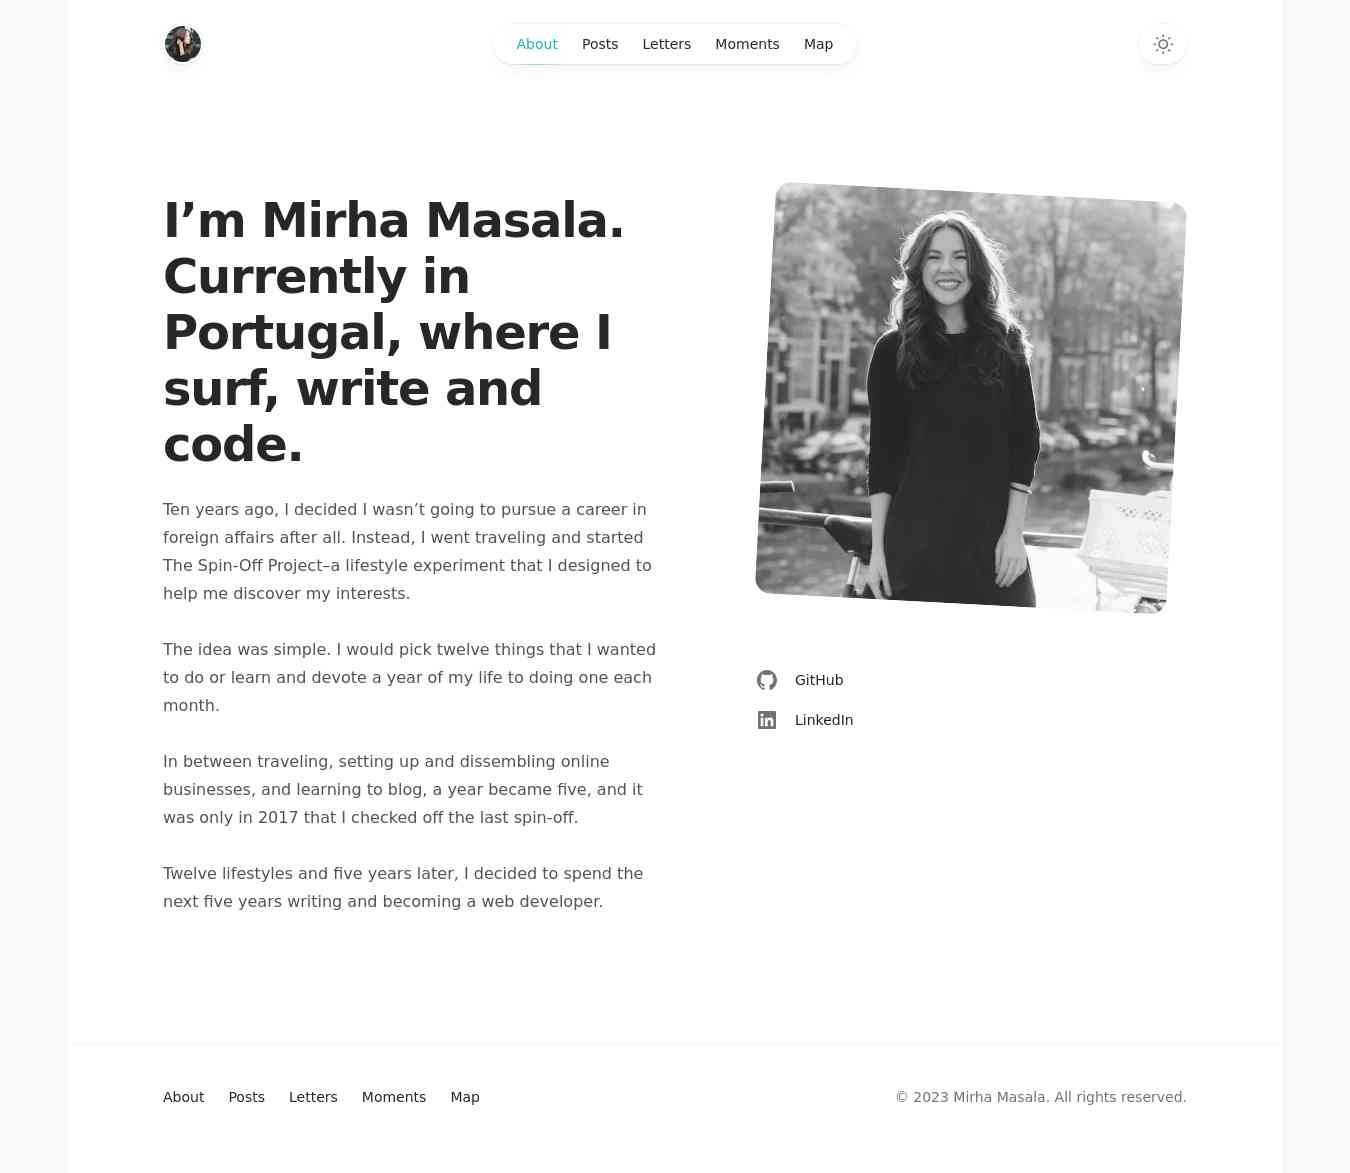 About Posts Letters Moments Map
I’m Mirha Masala.
Currently in
Portugal, where I
surf, write and
code.
Ten years ago, I decided I wasn’t going to pursue a career in
foreign affairs after all. Instead, I went traveling and started
The Spin-Off Project–a lifestyle experiment that I designed to
help me discover my interests.
The idea was simple. I would pick twelve things that I wanted
to do or learn and devote a year of my life to doing one each
month.
In between traveling, setting up and dissembling online
businesses, and learning to blog, a year became five, and it
was only in 2017 that I checked off the last spin-off.
Twelve lifestyles and five years later, I decided to spend the
next five years writing and becoming a web developer.
GitHub
LinkedIn
About Posts Letters Moments Map
© 2023 Mirha Masala. All rights reserved.